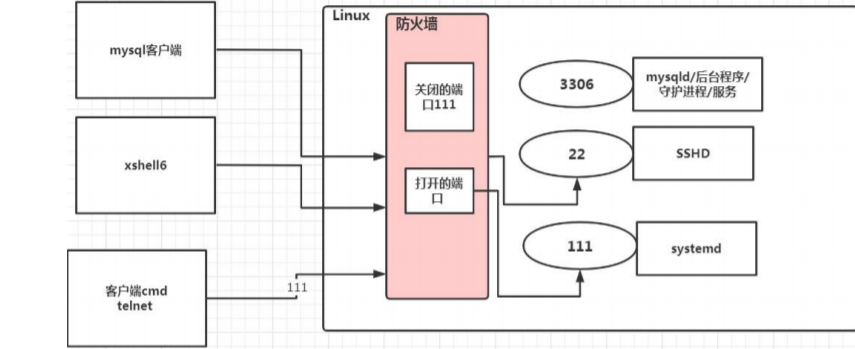 Linux
防火墙
mysql客户端
关闭的端
口111
3306
mysqld/后台程序/
守护进程/服务
xshell6
打开的端
口
22
SSHD
客户端cmd
telnet
111
111
systemd